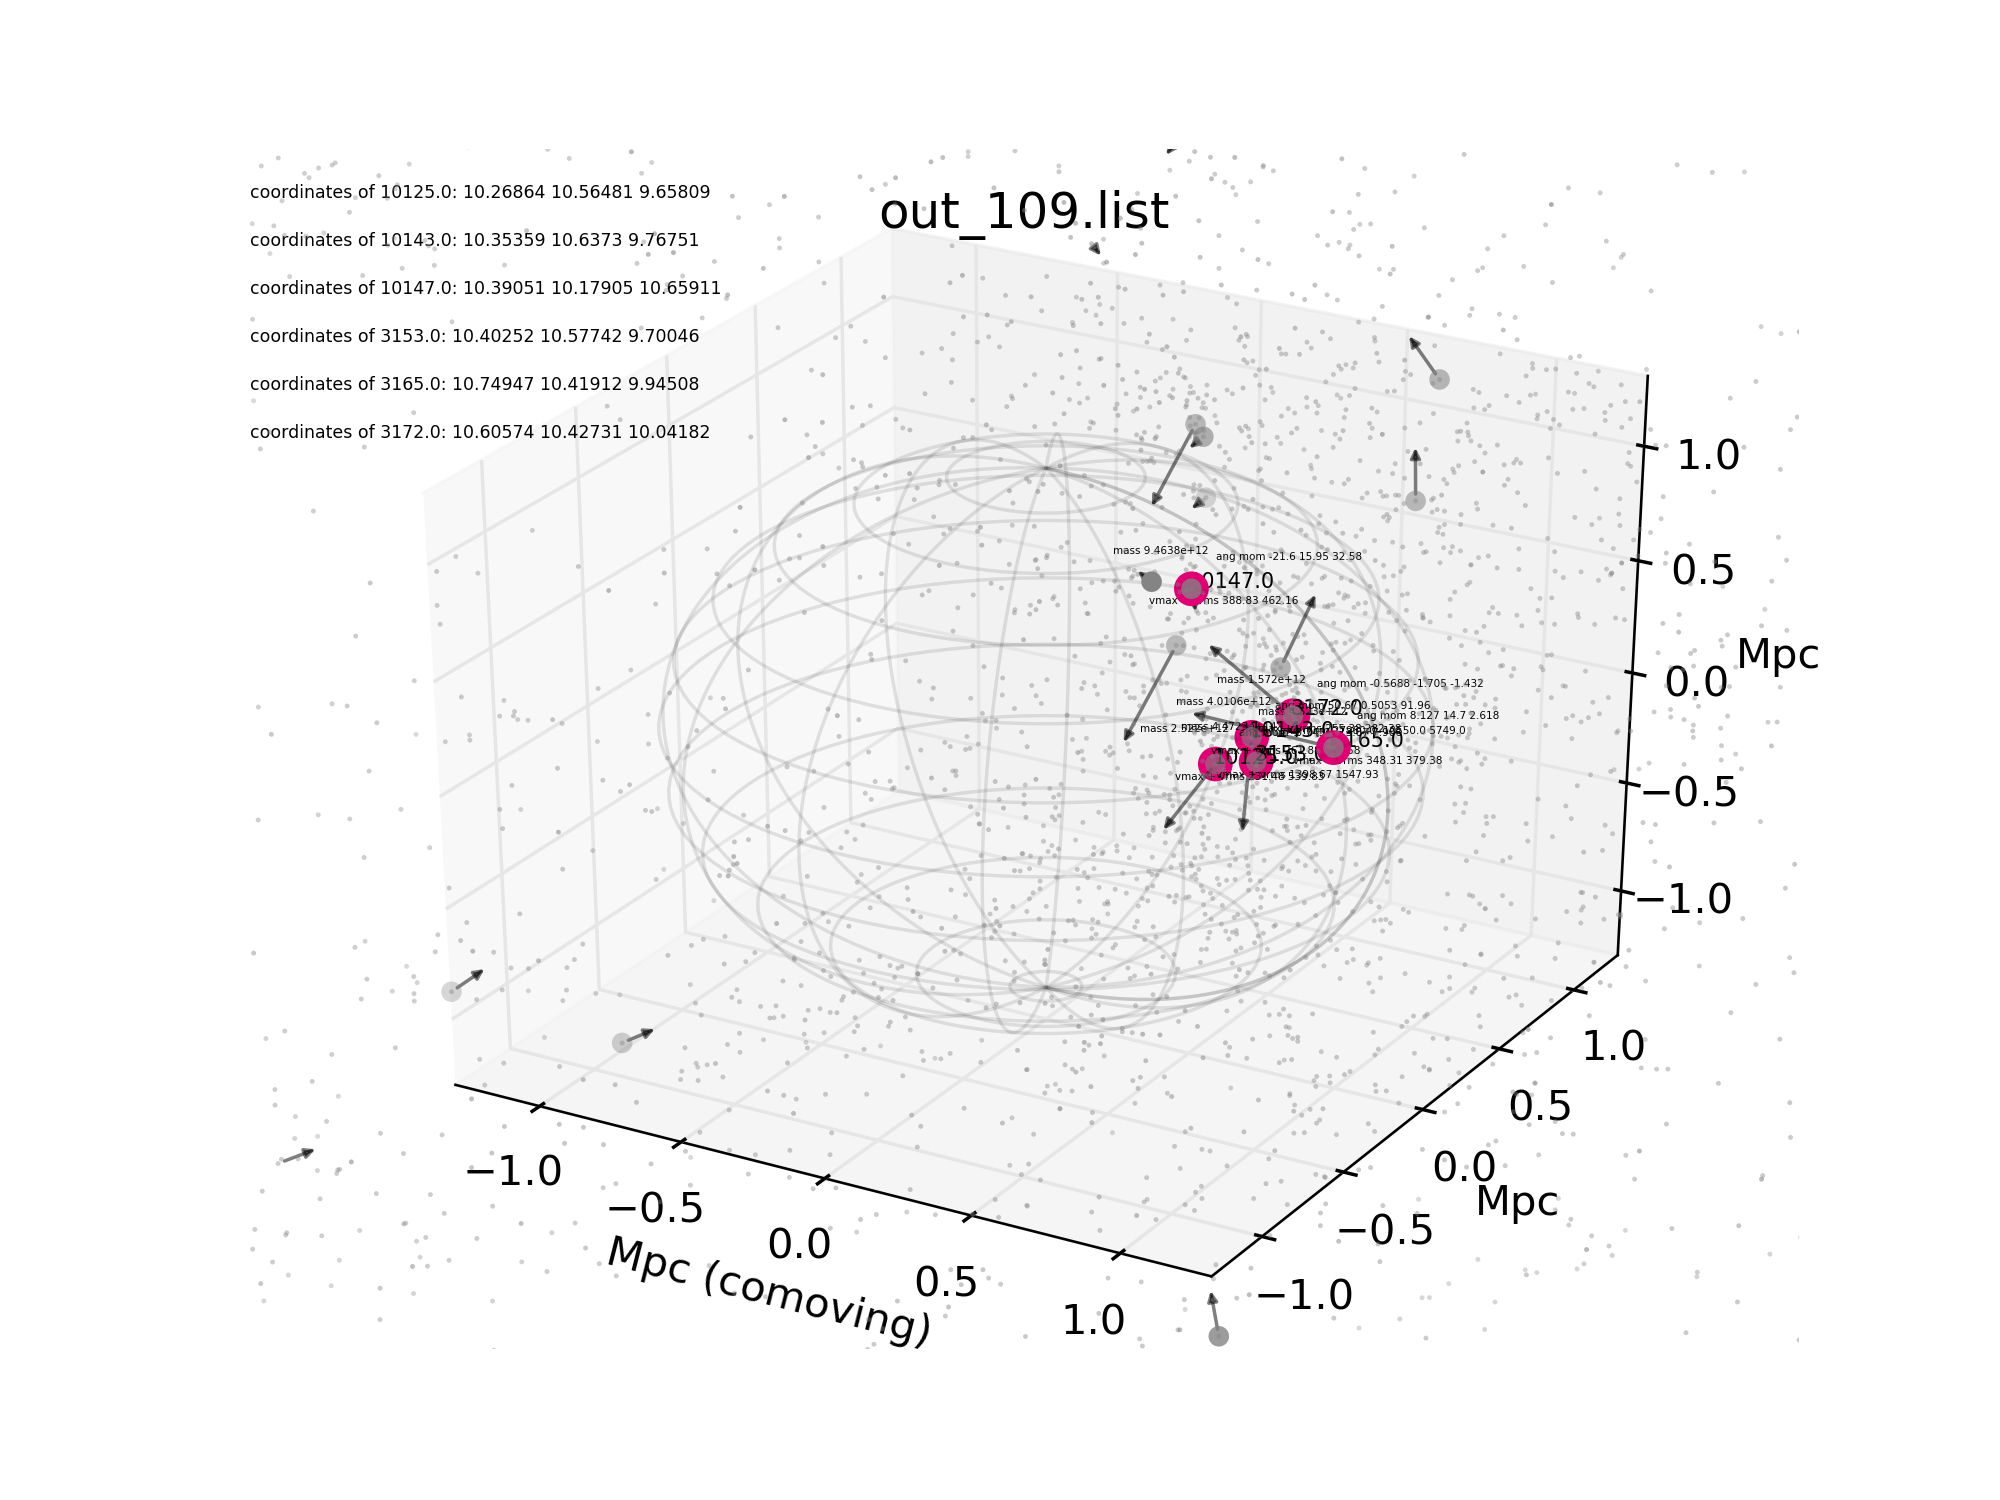 out_109.list
coordinates of 10125.0: 10.26864 10.56481 9.65809
coordinates of 10143.0: 10.35359 10.6373 9.76751
coordinates of 10147.0: 10.39051 10.17905 10.65911
coordinates of 3153.0: 10.40252 10.57742 9.70046
coordinates of 3165.0: 10.74947 10.41912 9.94508
coordinates of 3172.0: 10.60574 10.42731 10.04182
mass 9.4638e+12
ang mom -21.6 15.95 32.58
0147.0
vmax
ms 388.83 462.16
mass 1.572e+12
ang mom -0.5688 -1.705 -1.432
mass 4.0106e+12
3172.0
ang mom 8.127 14.7 2.618
165.0
ms 348.31 379.38
1.0
0.5
0.0
−0.5
−1.0
Mpc
1.0
0.5
0.0
−0.5
−1.0
Mpc
−1.0
−0.5
0.0
0.5
1.0
Mpc (comoving)